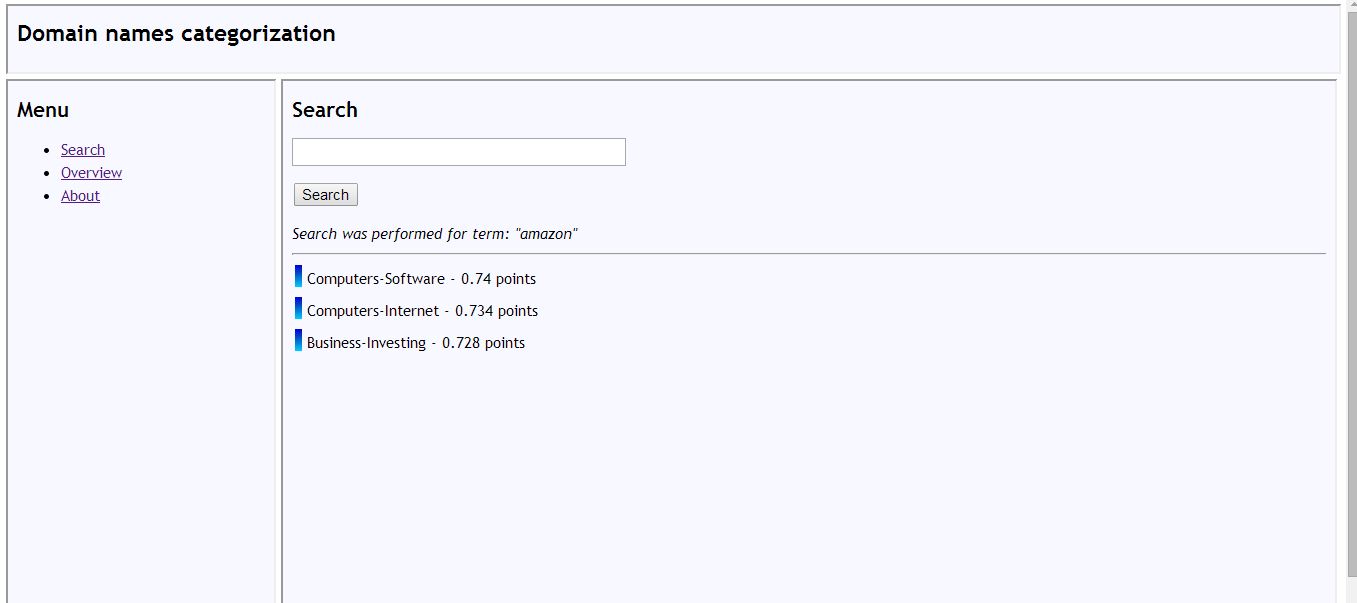 Domain names categorization
Menu
Search
Overview
About
Search
Search
Search was performed for term: "amazon"
Computers-Software - 0.74 points
Computers-Internet - 0.734 points
Business-Investing - 0.728 points